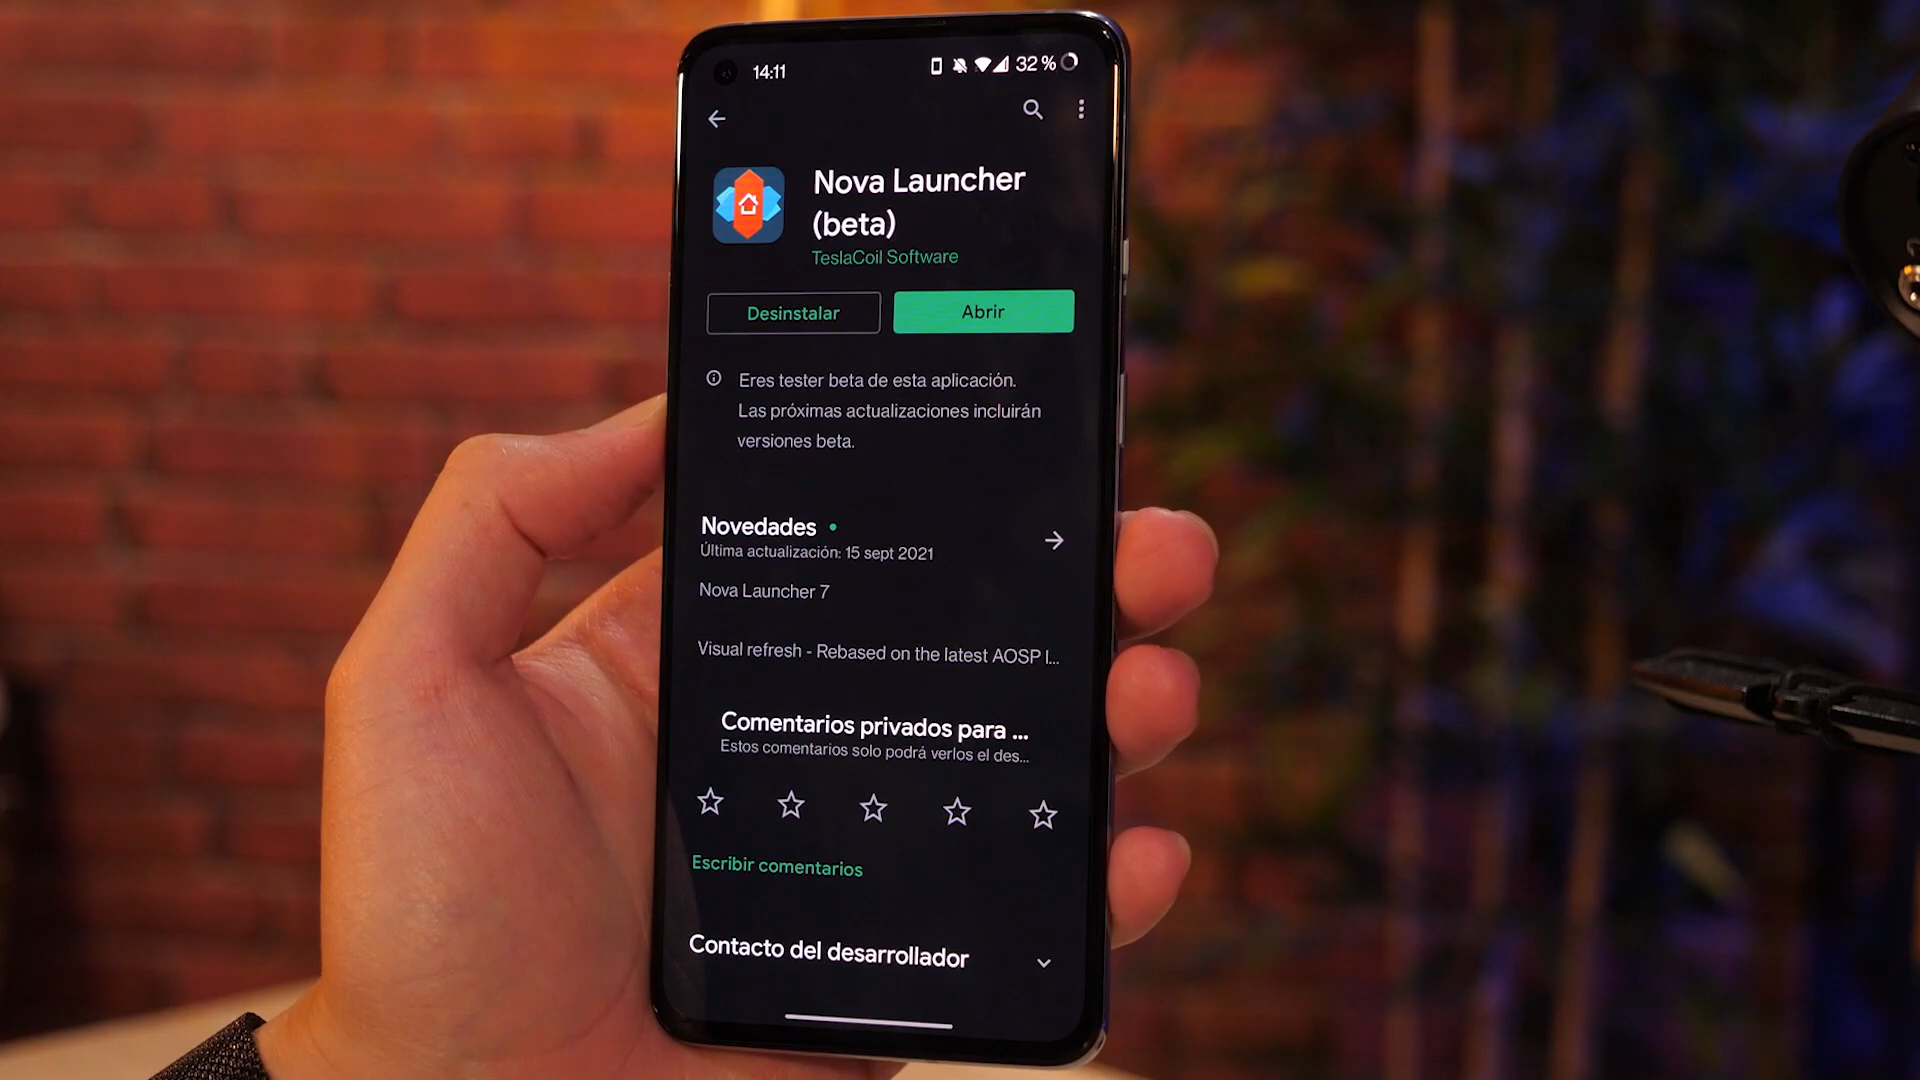 14:11
32 %
Nova Launcher
(beta)
TeslaCoil Software
Desinstalar
Abrir
Eres tester beta de esta aplicación.
Las próximas actualizaciones incluirán
versiones beta.
Novedades
Última actualización: 15 sept 2021
Nova Launcher 7
Visual refresh - Rebased on the latest AOSP l...
Comentarios privados para ...
Estos comentarios solo podrá verlos el des...
Escribir comentarios
Contacto del desarrollador